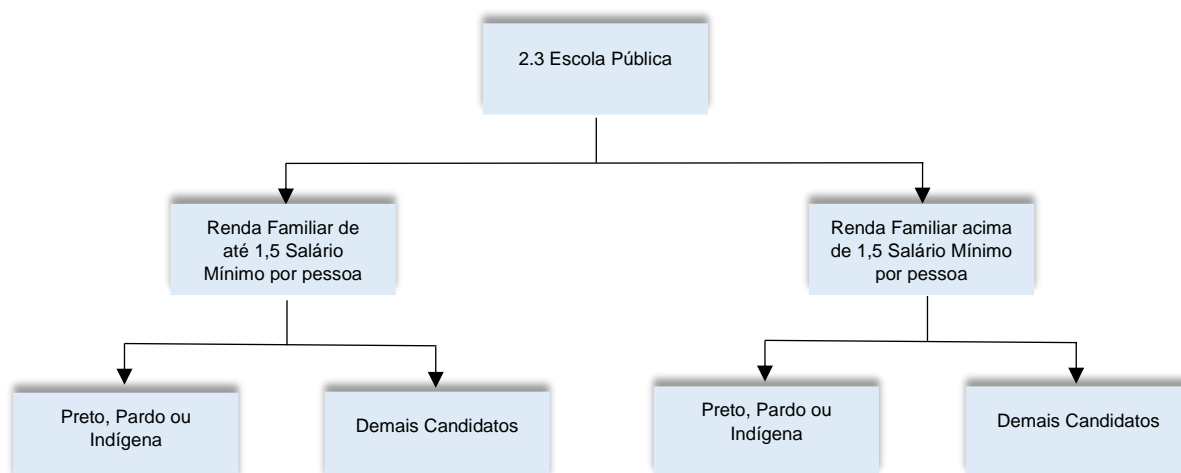 2.3 Escola Pública
Renda Familiar de
até 1,5 Salário
Mínimo por pessoa
Renda Familiar acima
de 1,5 Salário Mínimo
por pessoa
Preto, Pardo ou
Indígena
Demais Candidatos
Preto, Pardo ou
Indígena
Demais Candidatos